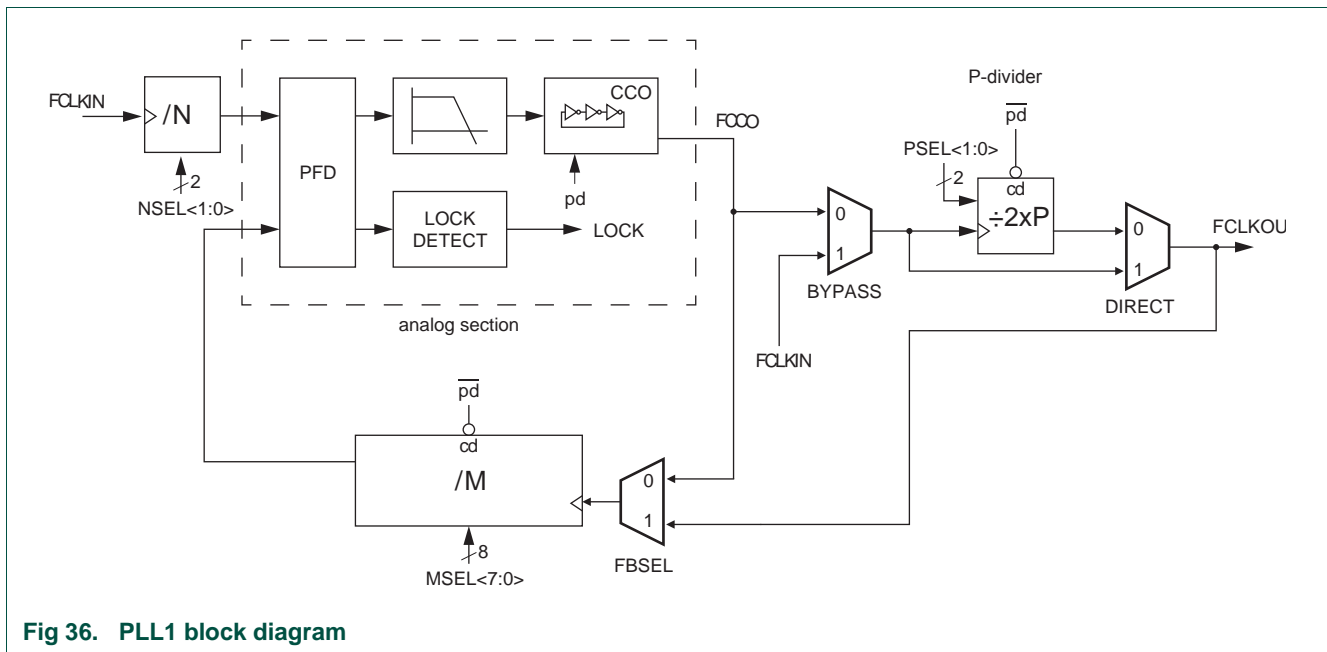 FCLKIN
/N
2
NSEL<1:0>
PFD
CCO
pd
LOCK
DETECT
LOCK
analog section
FCCO
0
1
BYPASS
FCLKIN
P-divider
pd
PSEL<1:0>
2
cd
÷2xP
0
1
DIRECT
FCLKOU
pd
cd
/M
8
MSEL<7:0>
0
1
FBSEL
Fig 36. PLL1 block diagram